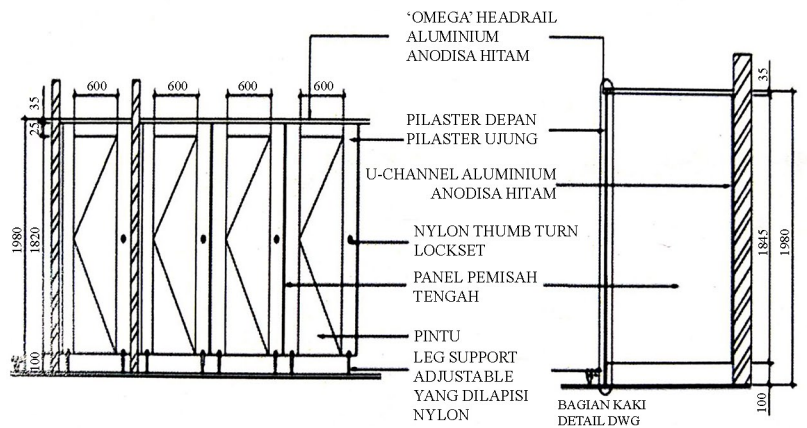 'OMEGA' HEADRAIL
ALUMINIUM
ANODISA HITAM
600
600
600
600
35
25
1980
1820
100
PILASTER DEPAN
PILASTER UJUNG
U-CHANNEL ALUMINIUM
ANODISA HITAM
NYLON THUMB TURN
LOCKSET
PANEL PEMISAH
TENGAH
PINTU
LEG SUPPORT
ADJUSTABLE
YANG DILAPISI
NYLON
35
1845
1980
100
BAGIAN KAKI
DETAIL DWG